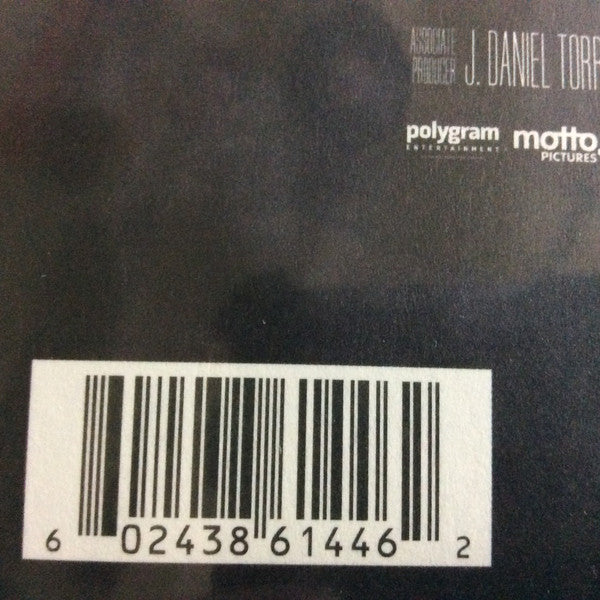 ASSOCIATE
PRODUCER J. DANIEL TORR
polygram
ENTERTAINMENT
motto
PICTURES
6 02438 61446 2